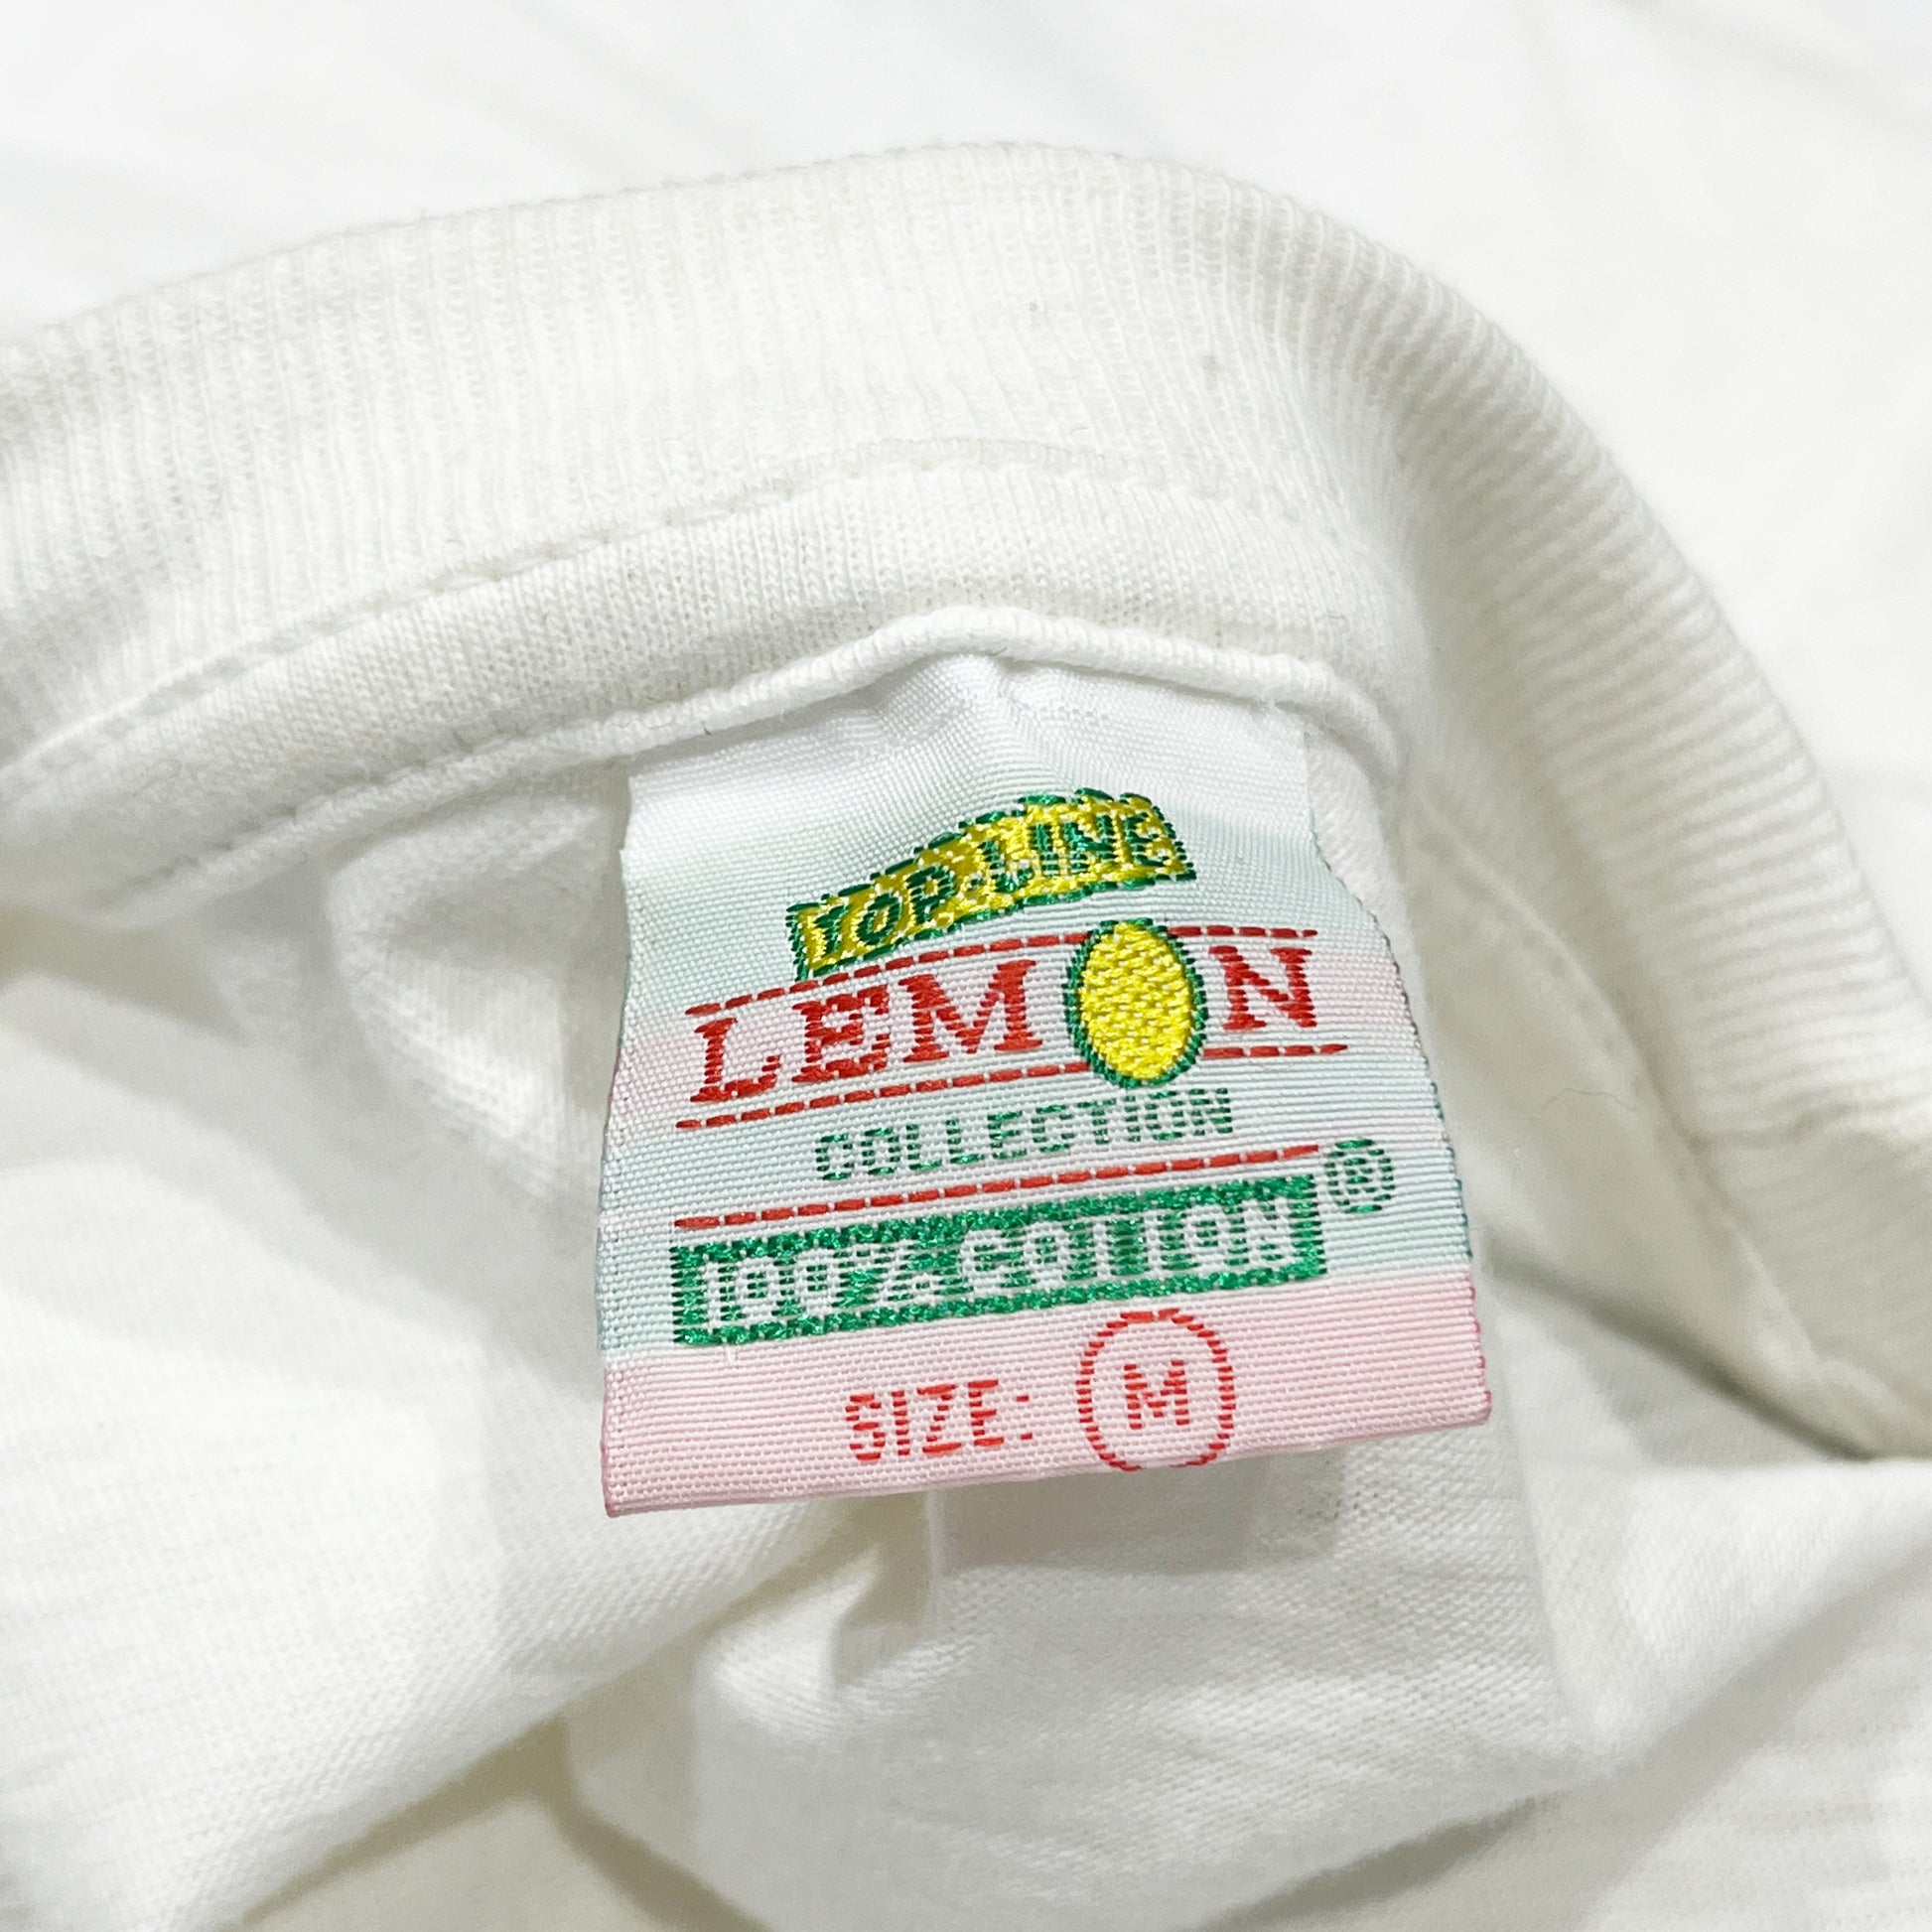 TOP-LINE
LEMON
COLLECTION
®
100% COTTON
SIZE: M